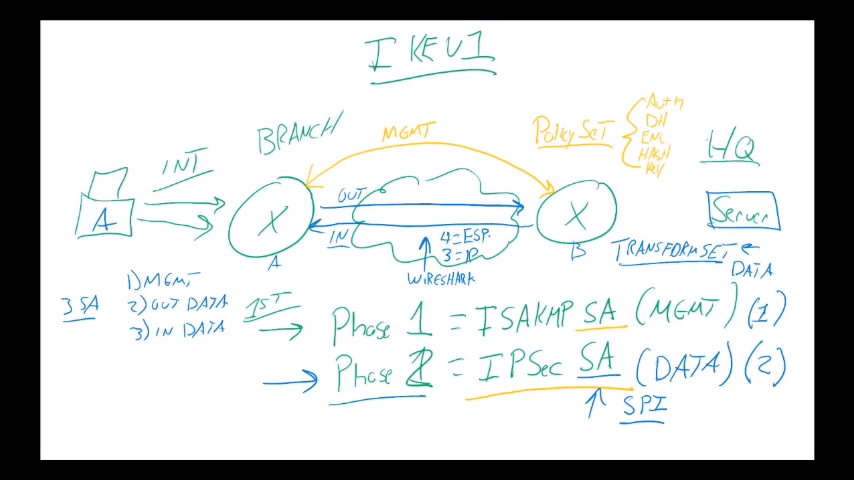 IKEV1
BRANCH
MGMT
Policy SET
Auth
DH
ENC
HASH
KEY
HQ
INT
A
X
A
OUT
IN
4=ESP
3=IP
WIRESHARK
X
B
Server
TRANSFORM SET
DATA
3 SA
1) MGMT
2) OUT DATA
3) IN DATA
1ST
Phase 1 = ISAKMP SA (MGMT) (1)
Phase 2 = IPSec SA (DATA) (2)
SPI